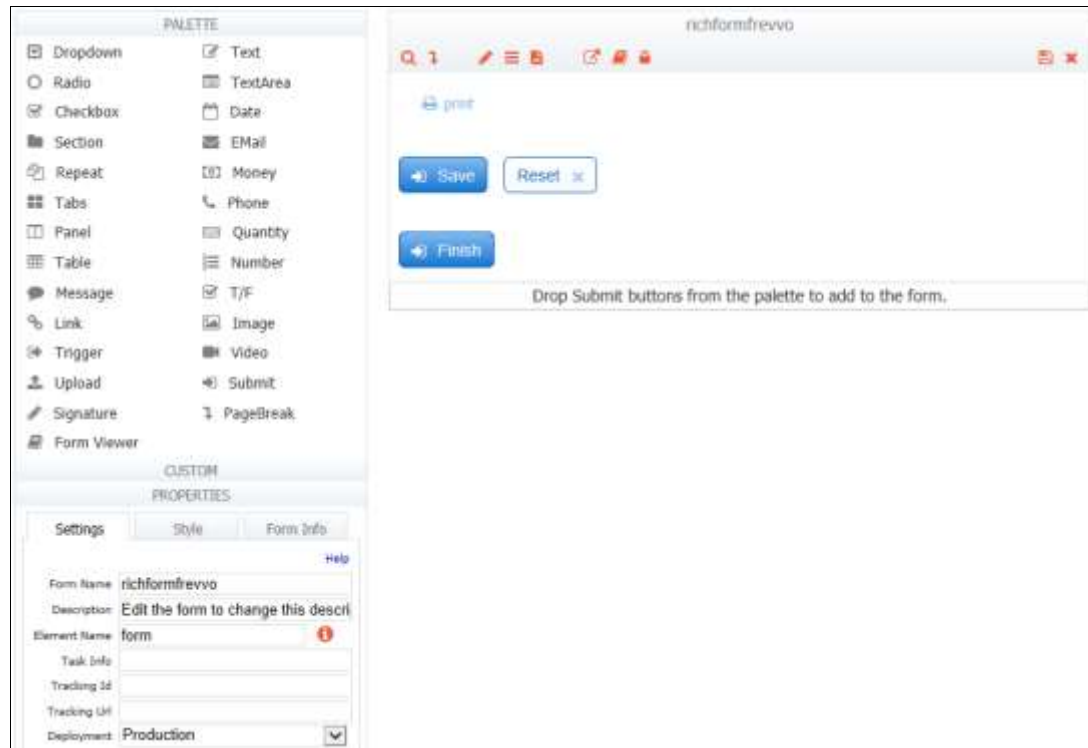 PALETTE
Dropdown Text
Radio TextArea
Checkbox Date
Section EMail
Repeat Money
Tabs Phone
Panel Quantity
Table Number
Message T/F
Link Image
Trigger Video
Upload Submit
Signature PageBreak
Form Viewer
CUSTOM
PROPERTIES
Settings Style Form Info
Help
Form Name richformfrevvo
Description Edit the form to change this descri
Element Name form
Task Info
Tracking Id
Tracking Url
Deployment Production
richformfrevvo
print
Save Reset
Finish
Drop Submit buttons from the palette to add to the form.